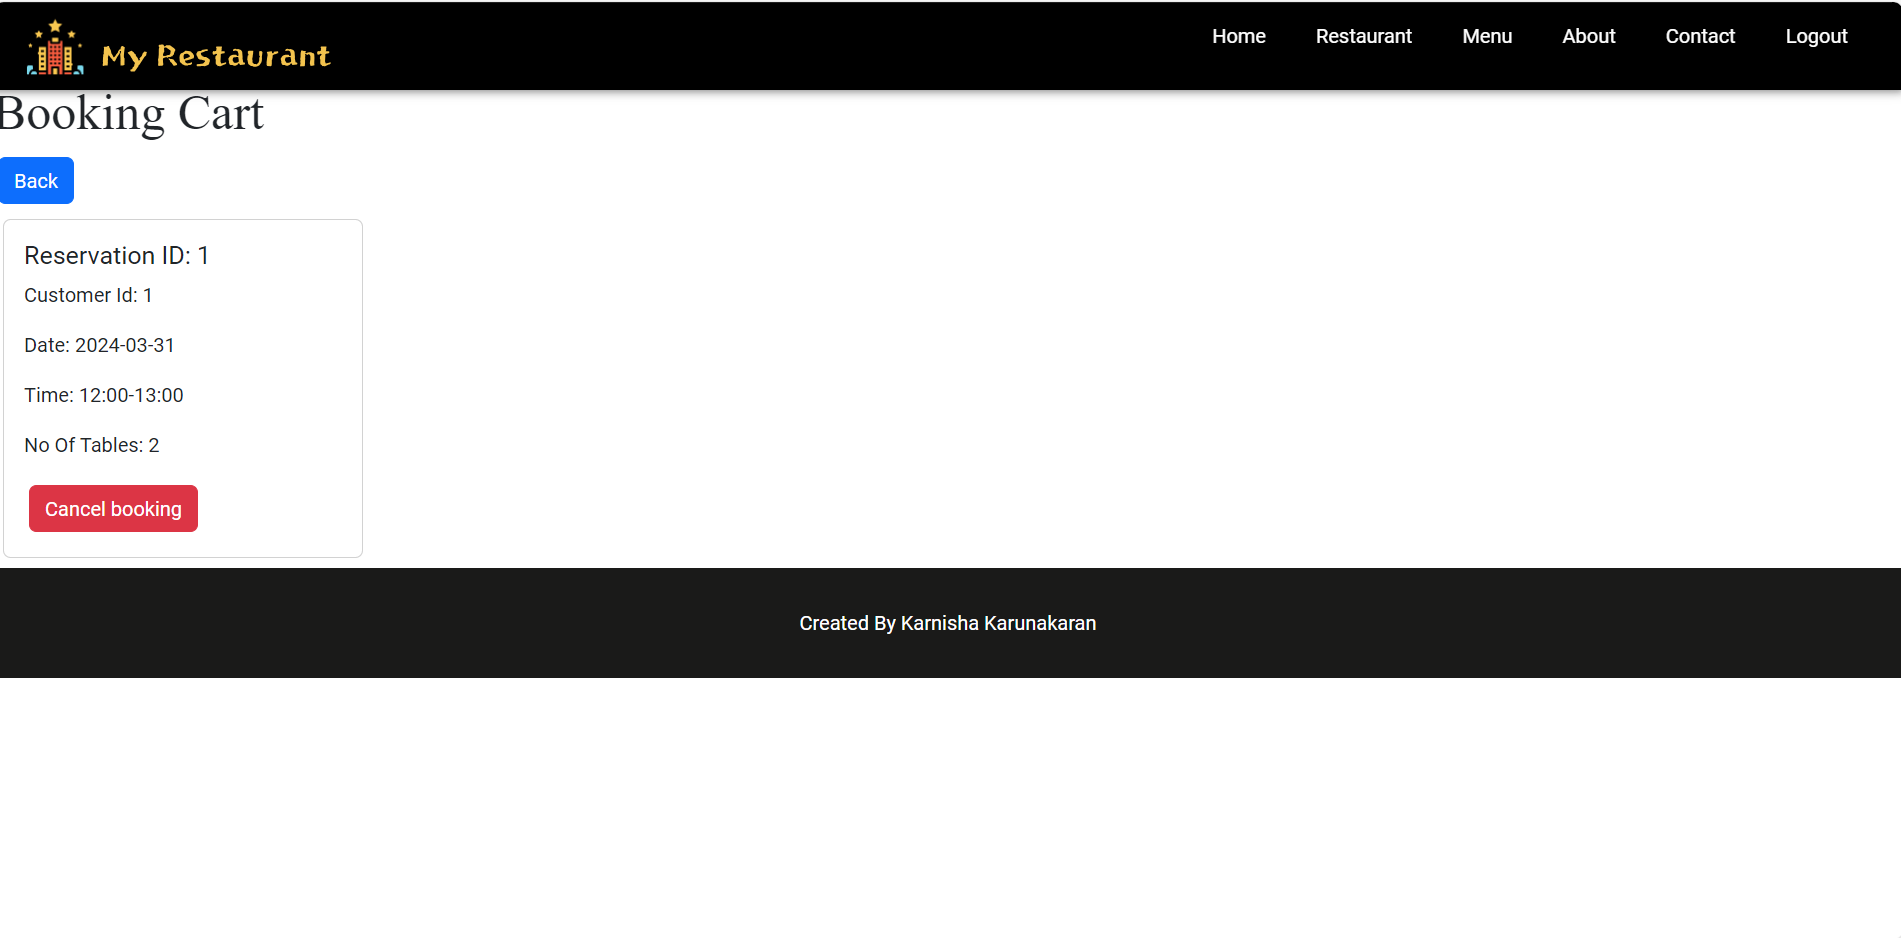 My Restaurant
Home Restaurant Menu About Contact Logout
Booking Cart
Back
Reservation ID: 1
Customer Id: 1
Date: 2024-03-31
Time: 12:00-13:00
No Of Tables: 2
Cancel booking
Created By Karnisha Karunakaran